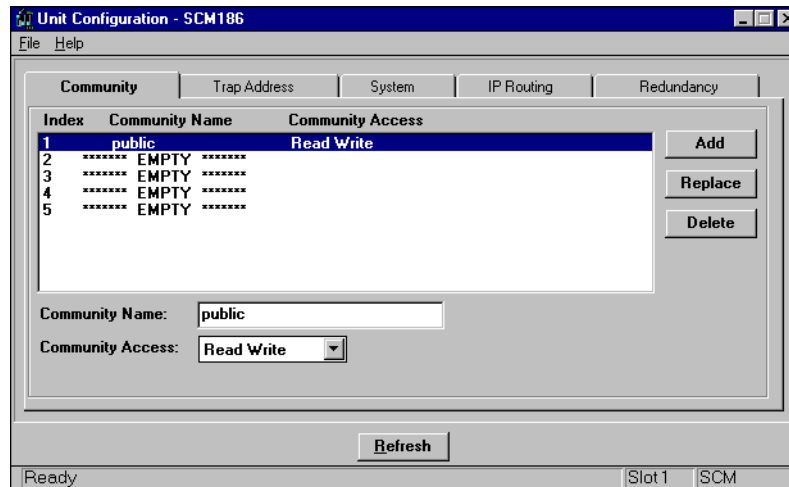 Unit Configuration - SCM186
File Help
Community Trap Address System IP Routing Redundancy
Index Community Name Community Access
1 public Read Write
2 ******* EMPTY *******
3 ******* EMPTY *******
4 ******* EMPTY *******
5 ******* EMPTY *******
Add
Replace
Delete
Community Name: public
Community Access: Read Write
Refresh
Ready Slot 1 SCM